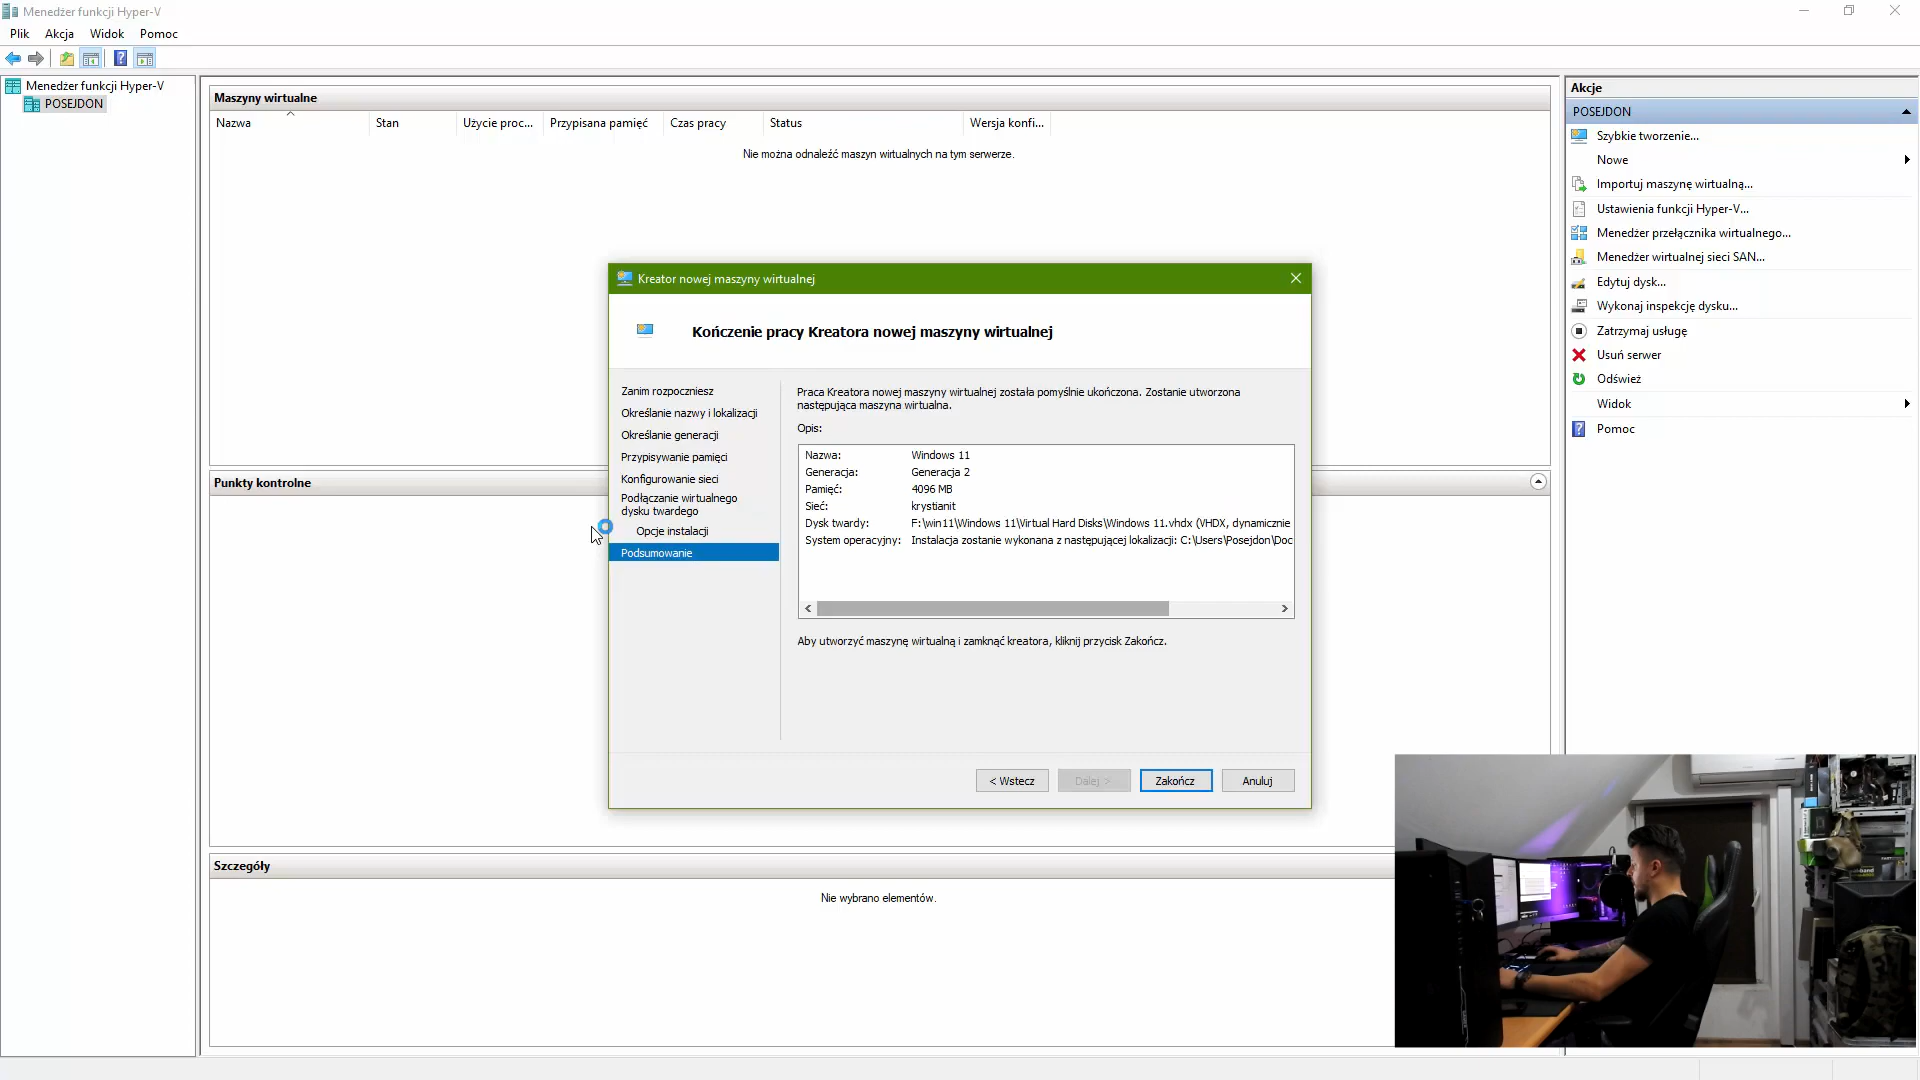 Menedżer funkcji Hyper-V
Plik Akcja Widok Pomoc
Menedżer funkcji Hyper-V
POSEJDON
Maszyny wirtualne
Nazwa Stan Użycie proc... Przypisana pamięć Czas pracy Status Wersja konfi...
Nie można odnaleźć maszyn wirtualnych na tym serwerze.
Punkty kontrolne
Szczegóły
Nie wybrano elementów.
Kreator nowej maszyny wirtualnej
Kończenie pracy Kreatora nowej maszyny wirtualnej
Zanim rozpoczniesz
Określanie nazwy i lokalizacji
Określanie generacji
Przypisywanie pamięci
Konfigurowanie sieci
Podłączanie wirtualnego
dysku twardego
Opcje instalacji
Podsumowanie
Praca Kreatora nowej maszyny wirtualnej została pomyślnie ukończona. Zostanie utworzona
następująca maszyna wirtualna.
Opis:
Nazwa: Windows 11
Generacja: Generacja 2
Pamięć: 4096 MB
Sieć: krystianit
Dysk twardy: F:\win11\Windows 11\Virtual Hard Disks\Windows 11.vhdx (VHDX, dynamicznie
System operacyjny: Instalacja zostanie wykonana z następującej lokalizacji: C:\Users\Posejdon\Doc
Aby utworzyć maszynę wirtualną i zamknąć kreatora, kliknij przycisk Zakończ.
< Wstecz Dalej > Zakończ Anuluj
Akcje
POSEJDON
Szybkie tworzenie...
Nowe
Importuj maszynę wirtualną...
Ustawienia funkcji Hyper-V...
Menedżer przełącznika wirtualnego...
Menedżer wirtualnej sieci SAN...
Edytuj dysk...
Wykonaj inspekcję dysku...
Zatrzymaj usługę
Usuń serwer
Odśwież
Widok
Pomoc